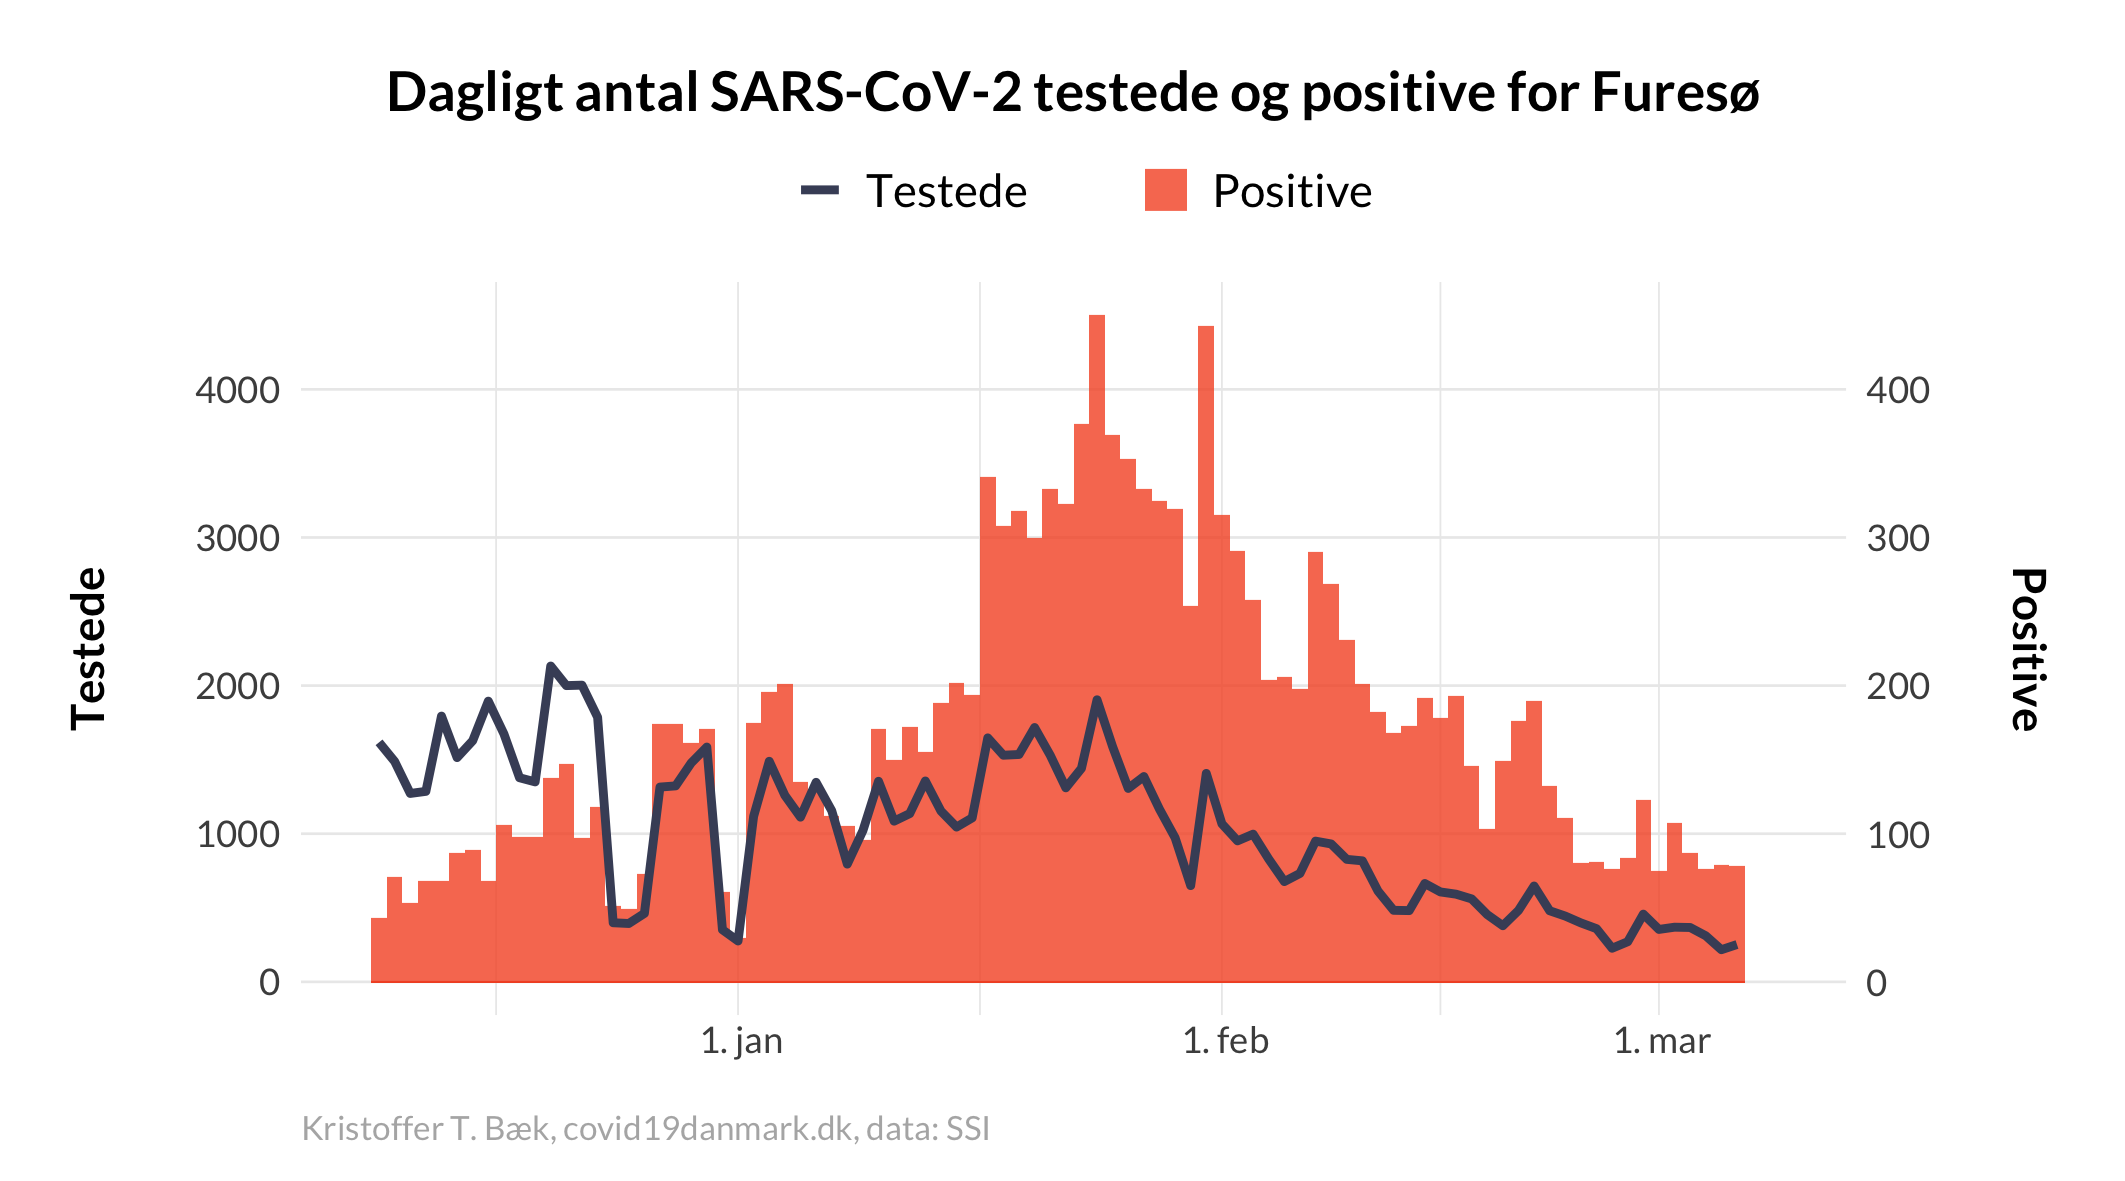 Dagligt antal SARS-CoV-2 testede og positive for Furesø
Testede Positive
4000 400
3000 300
2000 200
1000 100
0 0
Testede
Positive
1. jan 1. feb 1. mar
Kristoffer T. Bæk, covid19danmark.dk, data: SSI